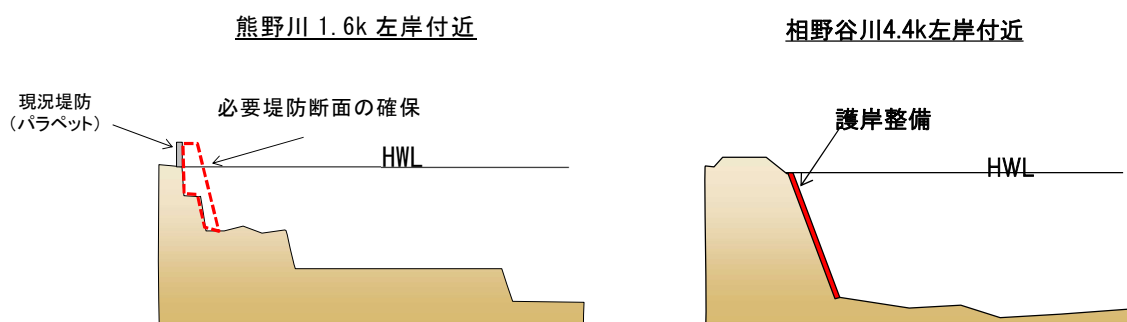 熊野川 1.6k 左岸付近
現況堤防
（パラペット）
必要堤防断面の確保
HWL
相野谷川4.4k左岸付近
護岸整備
HWL